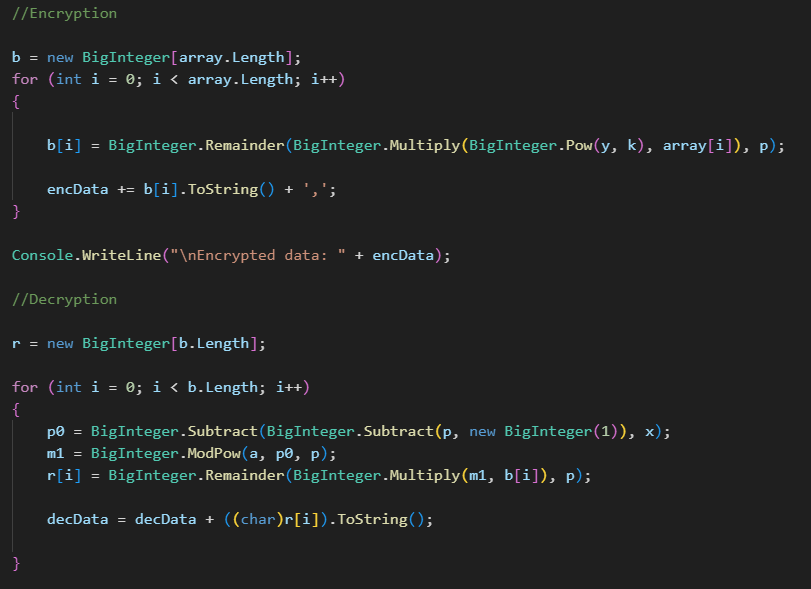 //Encryption
b = new BigInteger[array.Length];
for (int i = 0; i < array.Length; i++)
{
b[i] = BigInteger.Remainder(BigInteger.Multiply(BigInteger.Pow(y, k), array[i]), p);
encData += b[i].ToString() + ',';
}
Console.WriteLine("\nEncrypted data: " + encData);
//Decryption
r = new BigInteger[b.Length];
for (int i = 0; i < b.Length; i++)
{
p0 = BigInteger.Subtract(BigInteger.Subtract(p, new BigInteger(1)), x);
m1 = BigInteger.ModPow(a, p0, p);
r[i] = BigInteger.Remainder(BigInteger.Multiply(m1, b[i]), p);
decData = decData + ((char)r[i]).ToString();
}